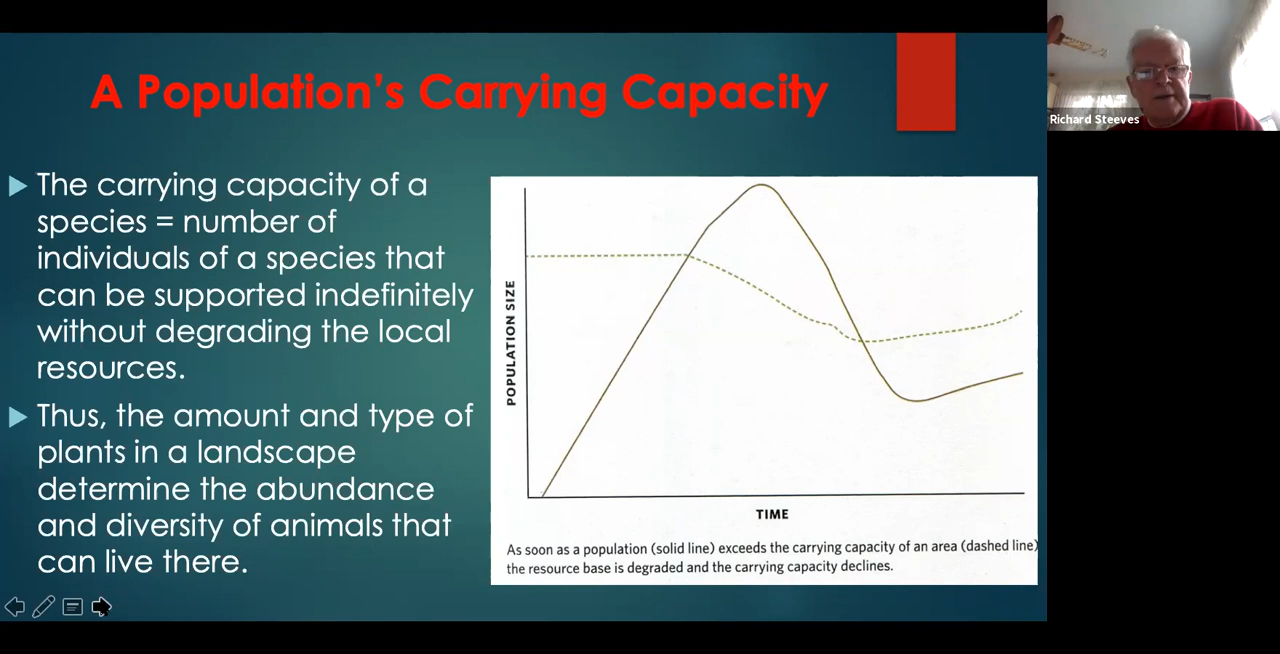 A Population's Carrying Capacity
Richard Steeves
The carrying capacity of a
species = number of
individuals of a species that
can be supported indefinitely
without degrading the local
resources.
Thus, the amount and type of
plants in a landscape
determine the abundance
and diversity of animals that
can live there.
POPULATION SIZE
TIME
As soon as a population (solid line) exceeds the carrying capacity of an area (dashed line)
the resource base is degraded and the carrying capacity declines.